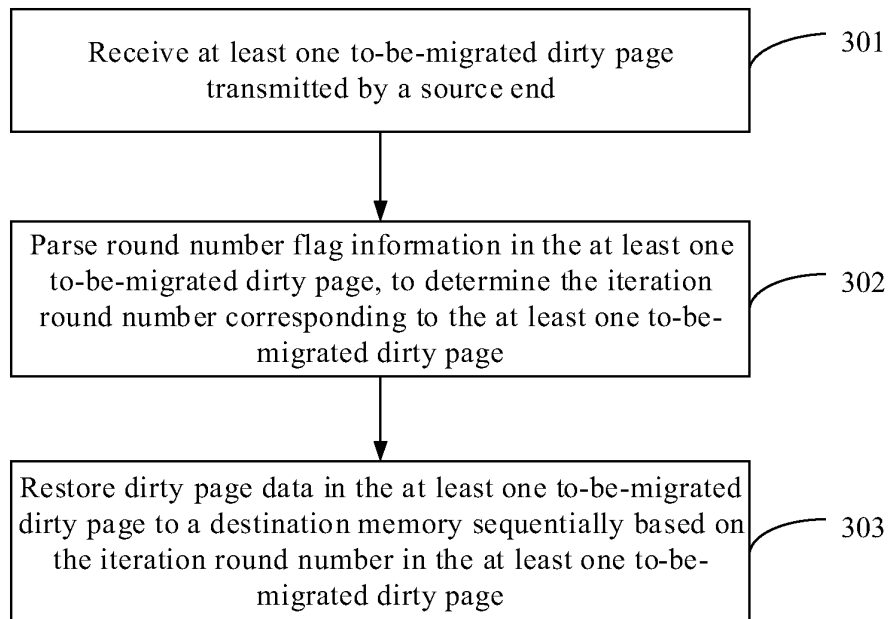 Receive at least one to-be-migrated dirty page
transmitted by a source end
301
Parse round number flag information in the at least one
to-be-migrated dirty page, to determine the iteration
round number corresponding to the at least one to-be-
migrated dirty page
302
Restore dirty page data in the at least one to-be-migrated
dirty page to a destination memory sequentially based on
the iteration round number in the at least one to-be-
migrated dirty page
303